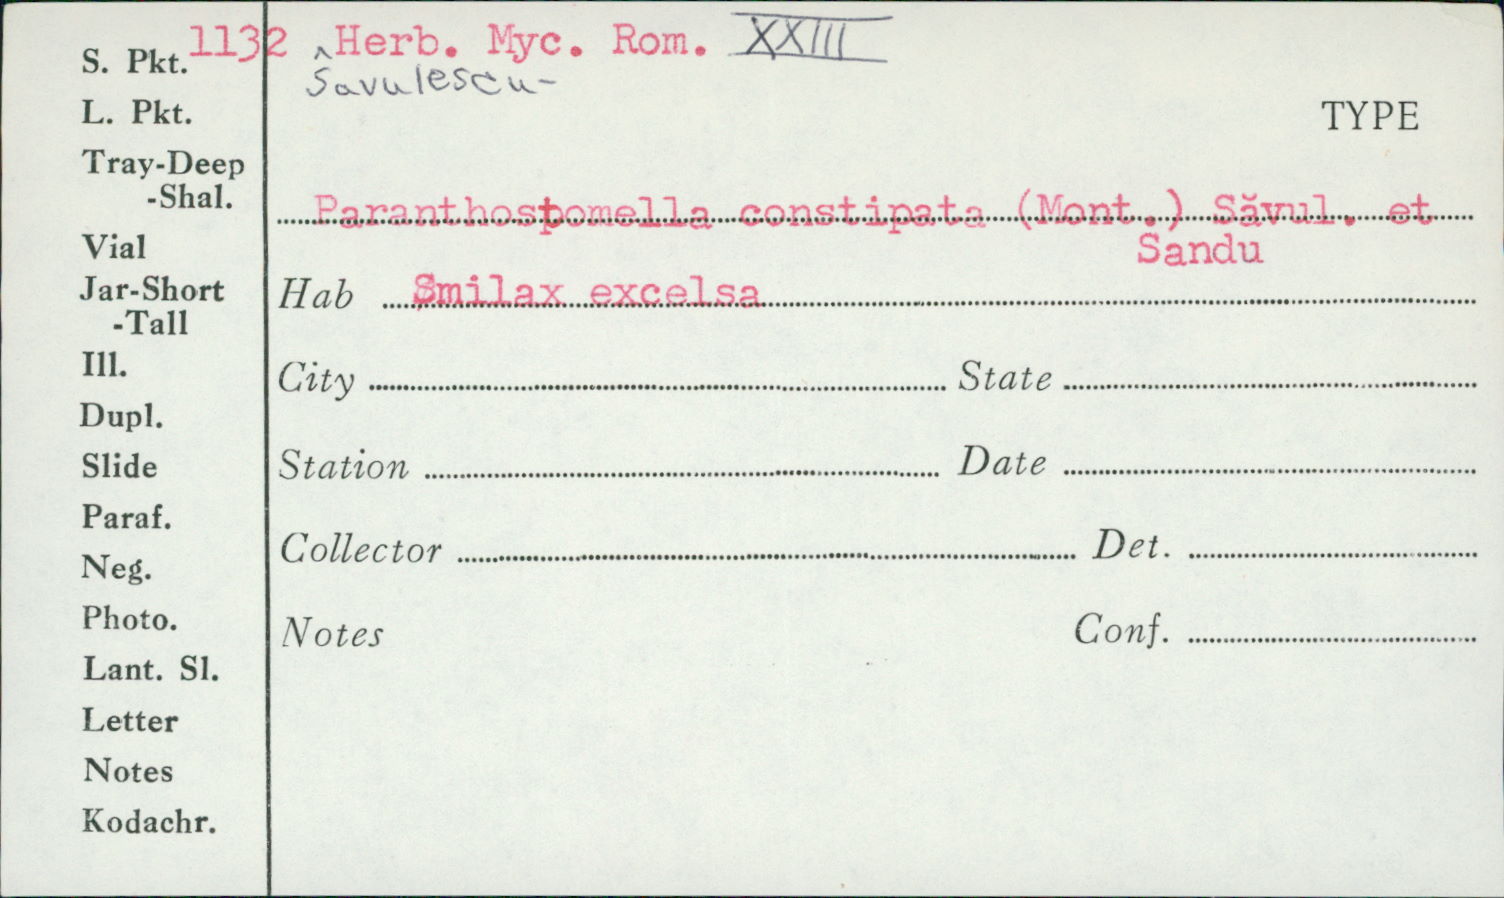 1132 ^Herb. Myc. Rom. XXIII
Savulescu-
S. Pkt.
L. Pkt.
Tray-Deep
-Shal.
Vial
Jar-Short
-Tall
Ill.
Dupl.
Slide
Paraf.
Neg.
Photo.
Lant. Sl.
Letter
Notes
Kodachr.
TYPE
Paranthostomella constipata (Mont.) Săvul. et
Sandu
Hab Smilax excelsa
City State
Station Date
Collector Det.
Notes Conf.